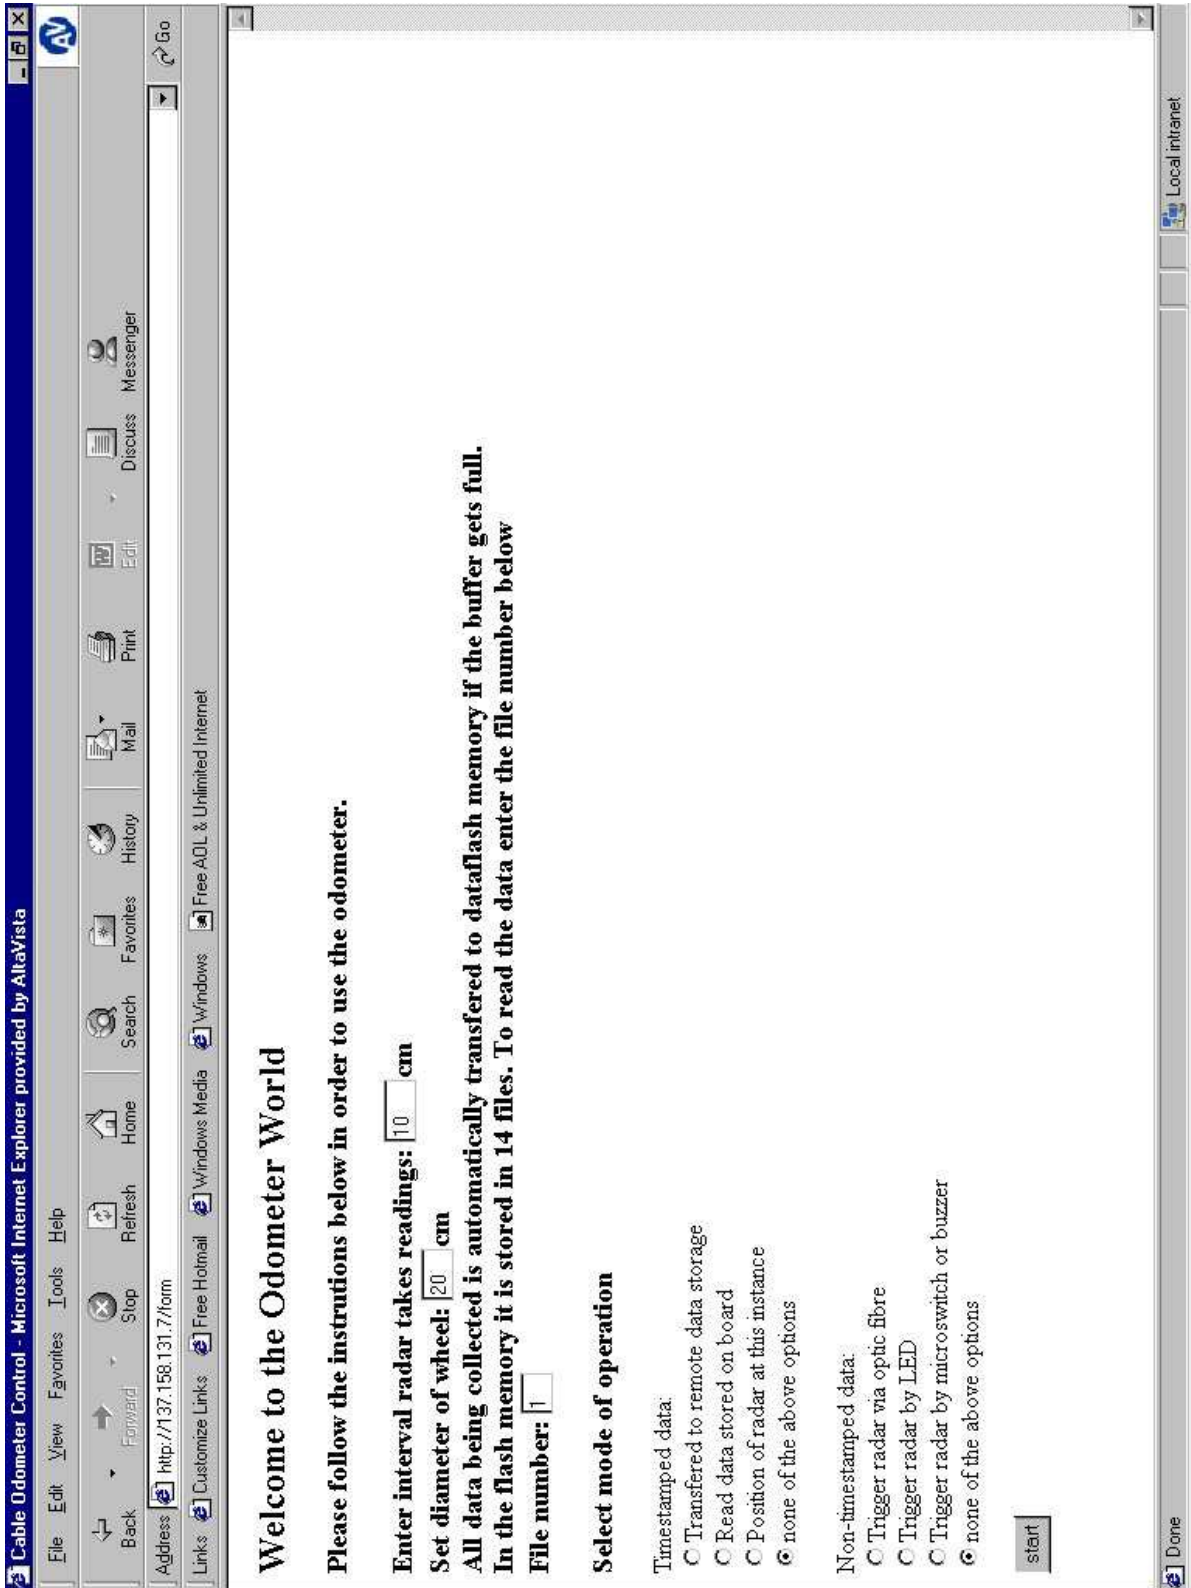 Cable Odometer Control - Microsoft Internet Explorer provided by AltaVista
File Edit View Favorites Tools Help
AV
Back Forward Stop Refresh Home Search Favorites History Mail Print Edit Discuss Messenger
Address http://137.158.131.7/form Go
Links Customize Links Free Hotmail Windows Media Windows Free AOL & Unlimited Internet
Welcome to the Odometer World
Please follow the instrutions below in order to use the odometer.
Enter interval radar takes readings: 10 cm
Set diameter of wheel: 20 cm
All data being collected is automatically transfered to dataflash memory if the buffer gets full.
In the flash memory it is stored in 14 files. To read the data enter the file number below
File number: 1
Select mode of operation
Timestamped data:
Transfered to remote data storage
Read data stored on board
Position of radar at this instance
none of the above options
Non-timestamped data:
Trigger radar via optic fibre
Trigger radar by LED
Trigger radar by microswitch or buzzer
none of the above options
start
Done Local intranet